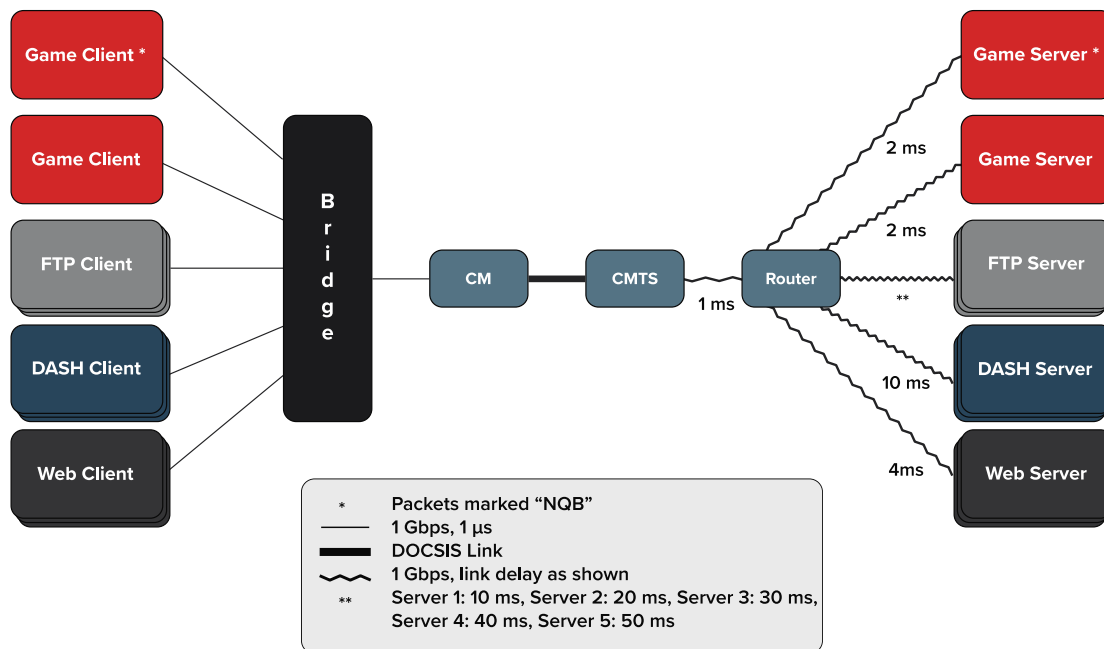 Game Client *
Game Client
FTP Client
DASH Client
Web Client
B
r
i
d
g
e
CM
CMTS
1 ms
Router
2 ms
2 ms
**
10 ms
4ms
Game Server *
Game Server
FTP Server
DASH Server
Web Server
* Packets marked “NQB”
1 Gbps, 1 µs
DOCSIS Link
1 Gbps, link delay as shown
** Server 1: 10 ms, Server 2: 20 ms, Server 3: 30 ms,
Server 4: 40 ms, Server 5: 50 ms